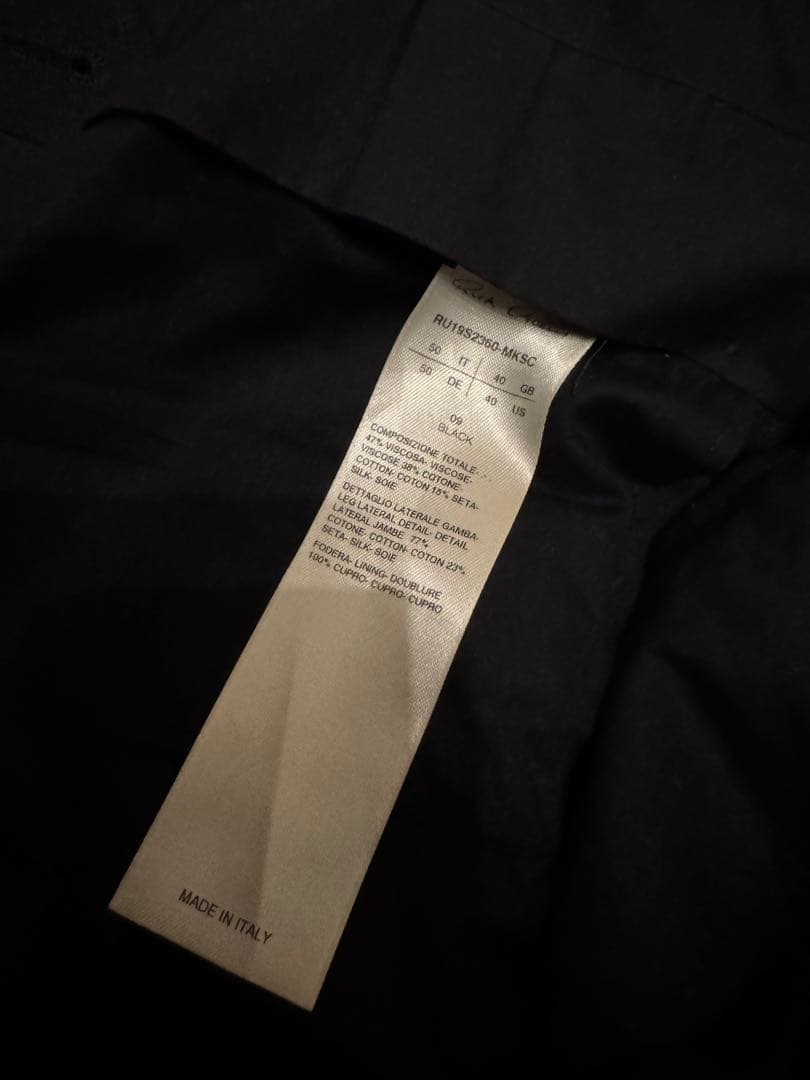 Rick Owens
RU19S2360-MKSC
50 IT 40 GB
50 DE 40 US
09
BLACK
COMPOSIZIONE TOTALE-
47% VISCOSA- VISCOSE-
VISCOSE 38% COTONE-
COTTON- COTON 15% SETA-
SILK- SOIE
DETTAGLIO LATERALE GAMBA-
LEG LATERAL DETAIL- DETAIL
LATERAL JAMBE 77%
COTONE- COTTON- COTON 23%
SETA- SILK- SOIE
FODERA- LINING- DOUBLURE
100% CUPRO- CUPRO- CUPRO
MADE IN ITALY